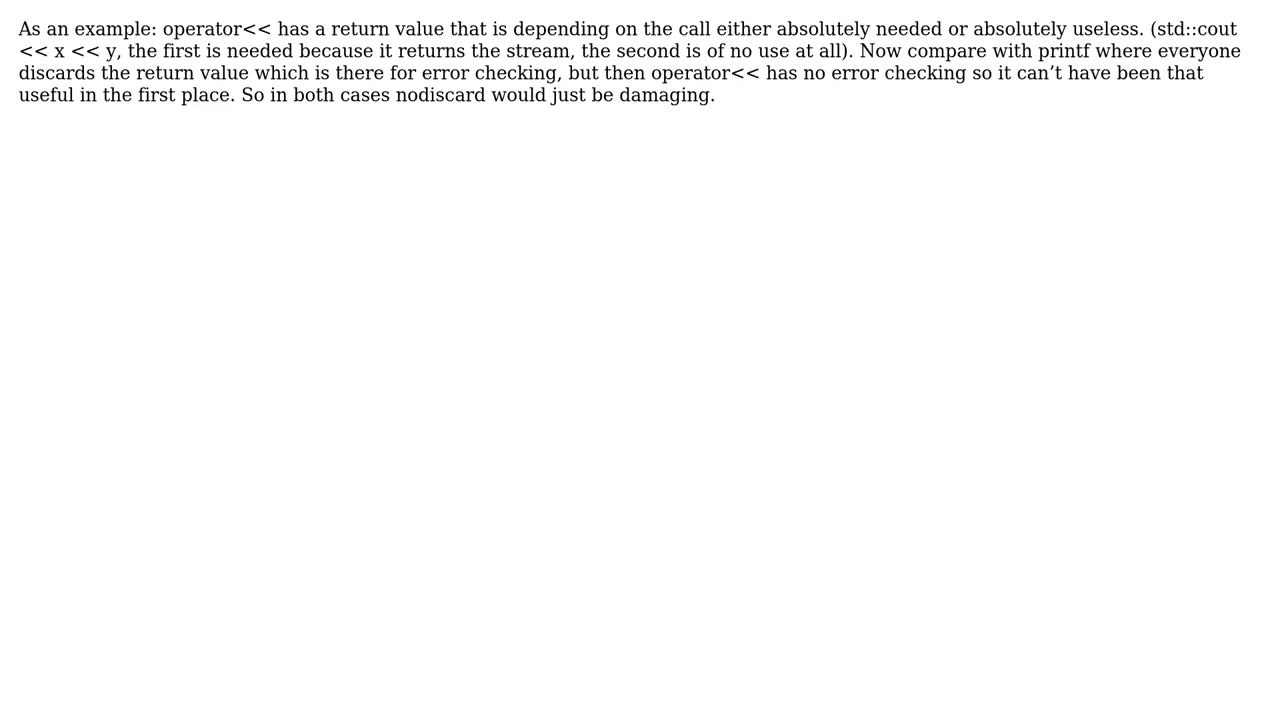 As an example: operator<< has a return value that is depending on the call either absolutely needed or absolutely useless. (std::cout
<< x << y, the first is needed because it returns the stream, the second is of no use at all). Now compare with printf where everyone
discards the return value which is there for error checking, but then operator<< has no error checking so it can’t have been that
useful in the first place. So in both cases nodiscard would just be damaging.